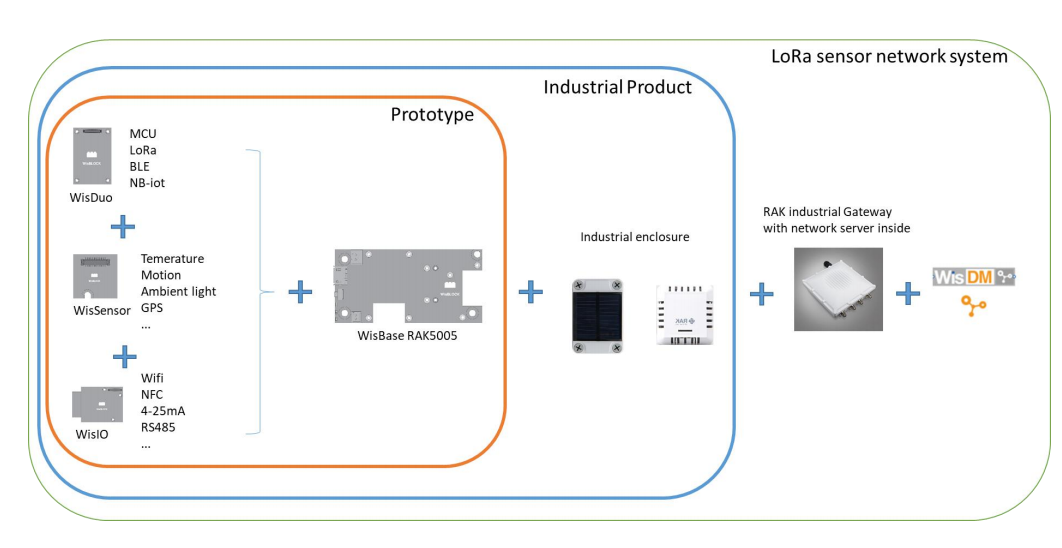 LoRa sensor network system
Industrial Product
Prototype
MCU
LoRa
BLE
NB-iot
WisDuo
Temerature
Motion
Ambient light
GPS
...
WisSensor
Wifi
NFC
4-25mA
RS485
...
WisIO
WisBase RAK5005
Industrial enclosure
RAK
RAK industrial Gateway
with network server inside
WisDM